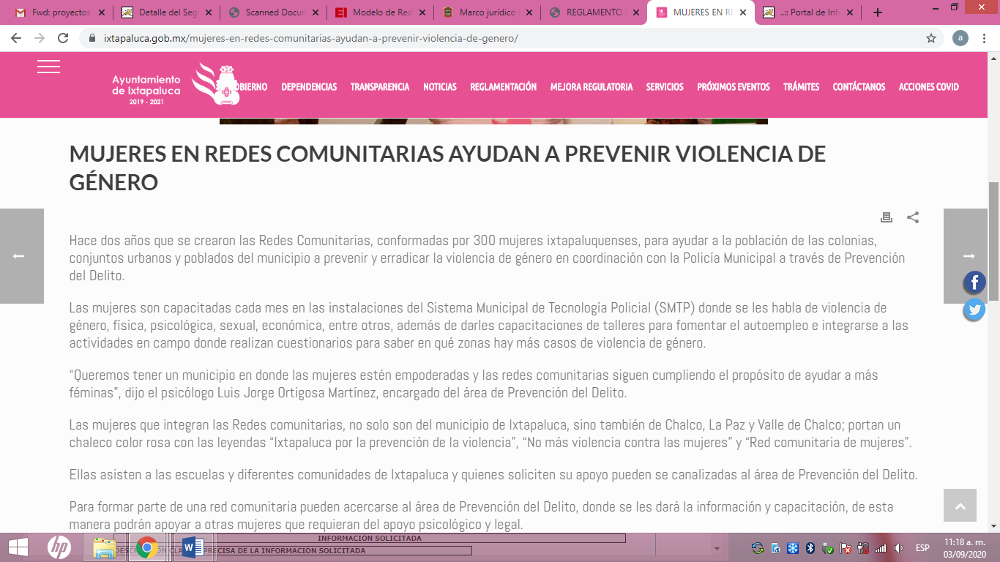 Fwd: proyectos
Detalle del Seg
Scanned Docum
Modelo de Red
Marco jurídico
REGLAMENTO
MUJERES EN RE
..:: Portal de Info
ixtapaluca.gob.mx/mujeres-en-redes-comunitarias-ayudan-a-prevenir-violencia-de-genero/
a
Ayuntamiento
de Ixtapaluca
2019 - 2021
OBIERNO DEPENDENCIAS TRANSPARENCIA NOTICIAS REGLAMENTACIÓN MEJORA REGULATORIA SERVICIOS PRÓXIMOS EVENTOS TRÁMITES CONTÁCTANOS ACCIONES COVID
MUJERES EN REDES COMUNITARIAS AYUDAN A PREVENIR VIOLENCIA DE
GÉNERO
Hace dos años que se crearon las Redes Comunitarias, conformadas por 300 mujeres ixtapaluquenses, para ayudar a la población de las colonias,
conjuntos urbanos y poblados del municipio a prevenir y erradicar la violencia de género en coordinación con la Policía Municipal a través de Prevención
del Delito.
Las mujeres son capacitadas cada mes en las instalaciones del Sistema Municipal de Tecnología Policial (SMTP) donde se les habla de violencia de
género, física, psicológica, sexual, económica, entre otros, además de darles capacitaciones de talleres para fomentar el autoempleo e integrarse a las
actividades en campo donde realizan cuestionarios para saber en qué zonas hay más casos de violencia de género.
“Queremos tener un municipio en donde las mujeres estén empoderadas y las redes comunitarias siguen cumpliendo el propósito de ayudar a más
féminas”, dijo el psicólogo Luis Jorge Ortigosa Martínez, encargado del área de Prevención del Delito.
Las mujeres que integran las Redes comunitarias, no solo son del municipio de Ixtapaluca, sino también de Chalco, La Paz y Valle de Chalco; portan un
chaleco color rosa con las leyendas “Ixtapaluca por la prevención de la violencia”, “No más violencia contra las mujeres” y “Red comunitaria de mujeres”.
Ellas asisten a las escuelas y diferentes comunidades de Ixtapaluca y quienes soliciten su apoyo pueden se canalizadas al área de Prevención del Delito.
Para formar parte de una red comunitaria pueden acercarse al área de Prevención del Delito, donde se les dará la información y capacitación, de esta
manera podrán apoyar a otras mujeres que requieran del apoyo psicológico y legal.
INFORMACIÓN SOLICITADA
PRECISA DE LA INFORMACIÓN SOLICITADA
ESP
11:18 a. m.
03/09/2020